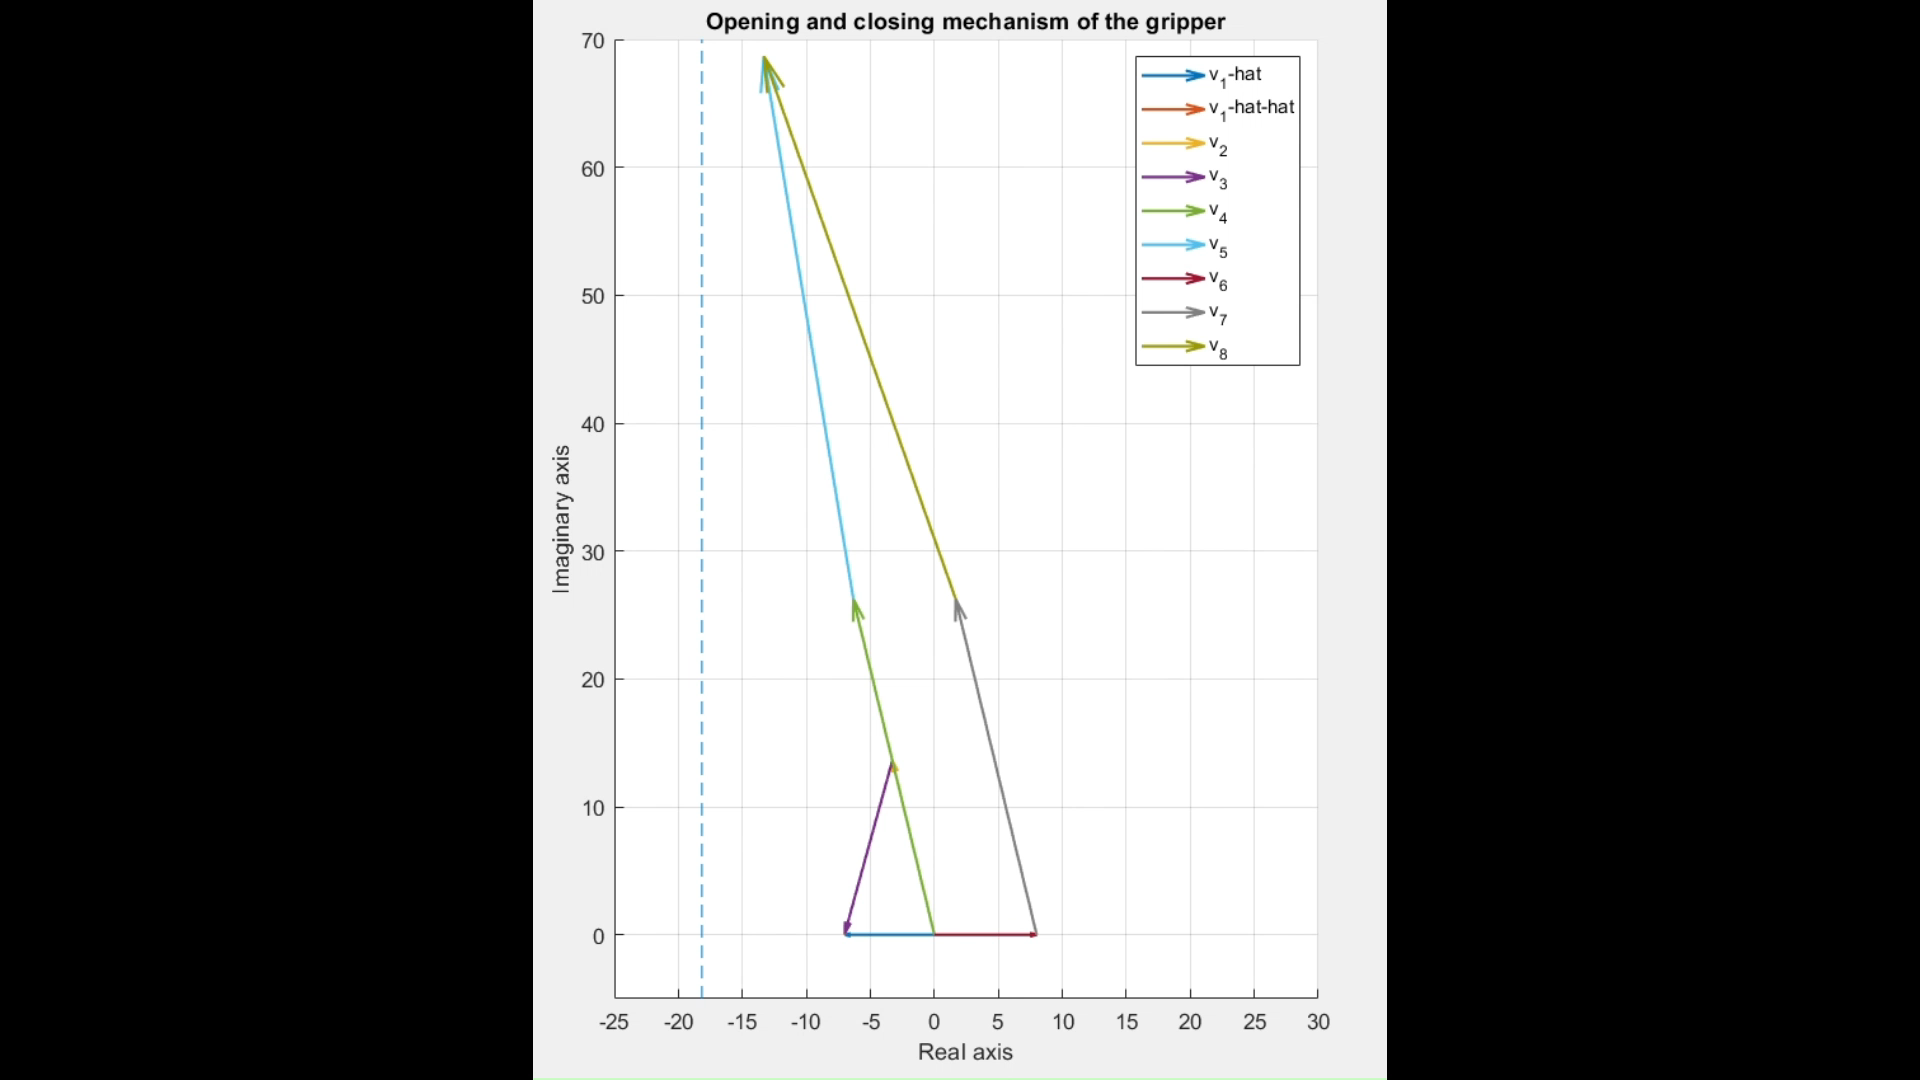 Opening and closing mechanism of the gripper
70
60
50
40
30
20
10
0
Imaginary axis
v1-hat
v1-hat-hat
v2
v3
v4
v5
v6
v7
v8
-25 -20 -15 -10 -5 0 5 10 15 20 25 30
Real axis